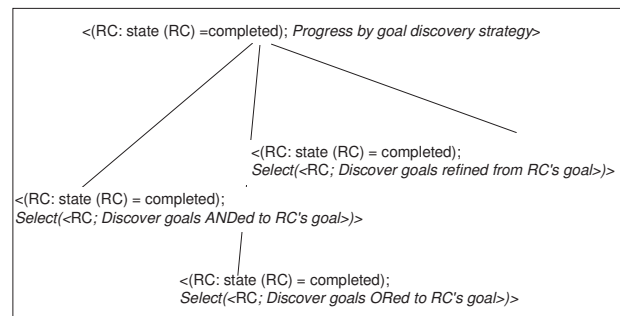 <(RC: state (RC) =completed); Progress by goal discovery strategy>
<(RC: state (RC) = completed);
Select(<RC; Discover goals refined from RC's goal>)>
<(RC: state (RC) = completed);
Select(<RC; Discover goals ANDed to RC's goal>)>
<(RC: state (RC) = completed);
Select(<RC; Discover goals ORed to RC's goal>)>